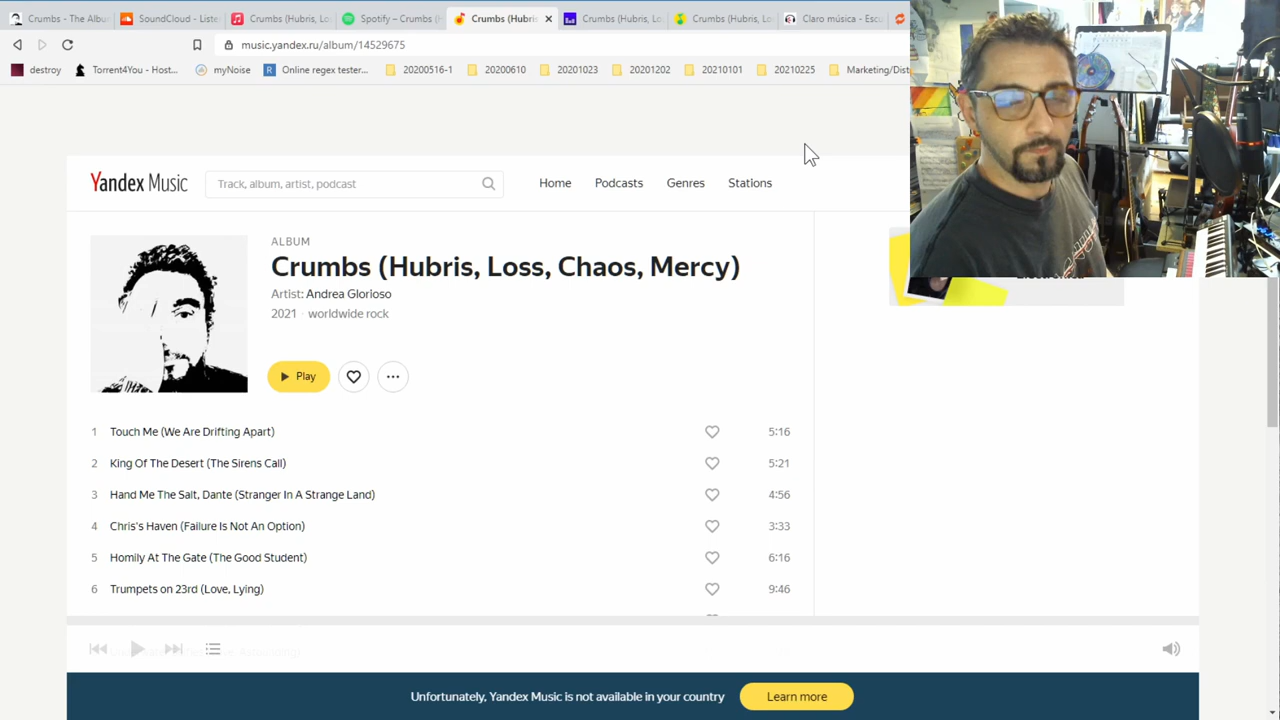 Crumbs - The Albu
SoundCloud - Liste
Crumbs (Hubris, Lo
Spotify – Crumbs (H
Crumbs (Hubri
Crumbs (Hubris, Lo
Crumbs (Hubris, Lo
Claro música - Escu
music.yandex.ru/album/14529675
destroy
Torrent4You - Host...
myNoise
Online regex tester...
20200516-1
20200610
20201023
20201202
20210101
20210225
Marketing/Dist
Yandex Music
Track, album, artist, podcast
Home
Podcasts
Genres
Stations
ALBUM
Crumbs (Hubris, Loss, Chaos, Mercy)
Artist: Andrea Glorioso
2021 · worldwide rock
Play
1 Touch Me (We Are Drifting Apart) 5:16
2 King Of The Desert (The Sirens Call) 5:21
3 Hand Me The Salt, Dante (Stranger In A Strange Land) 4:56
4 Chris's Haven (Failure Is Not An Option) 3:33
5 Homily At The Gate (The Good Student) 6:16
6 Trumpets on 23rd (Love, Lying) 9:46
Unfortunately, Yandex Music is not available in your country
Learn more